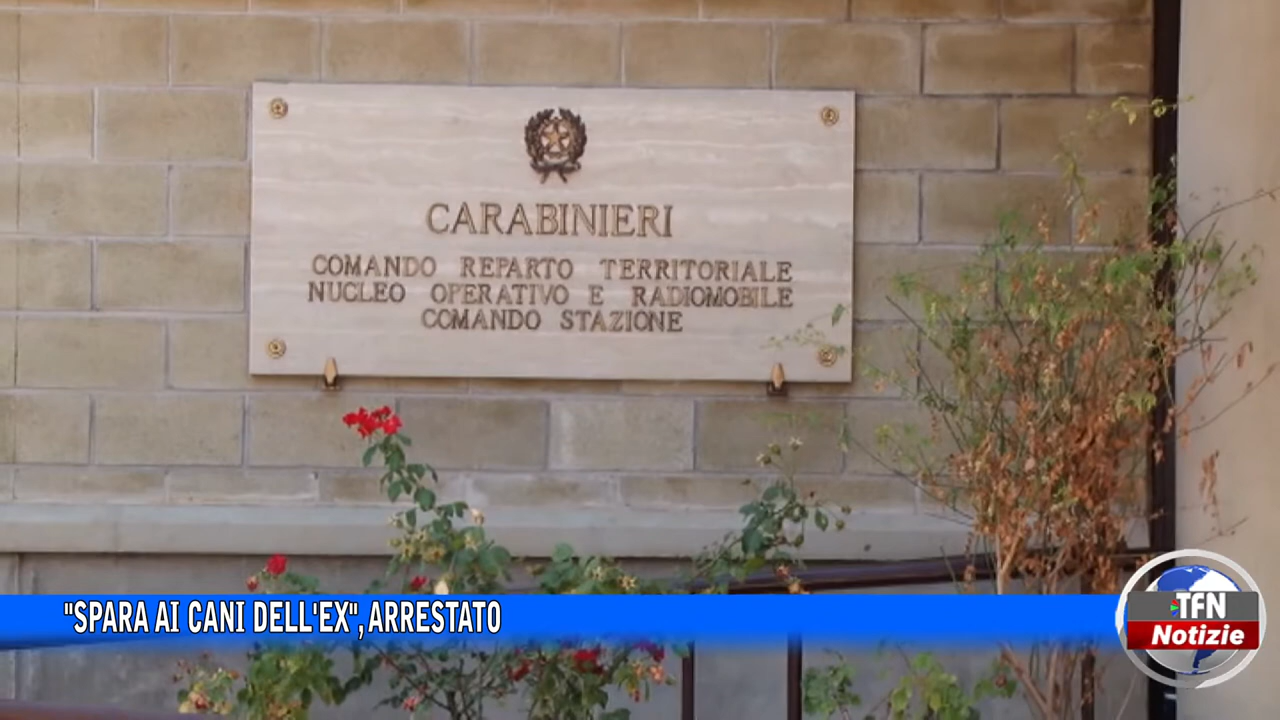 CARABINIERI
COMANDO REPARTO TERRITORIALE
NUCLEO OPERATIVO E RADIOMOBILE
COMANDO STAZIONE
"SPARA AI CANI DELL'EX", ARRESTATO
TFN
Notizie